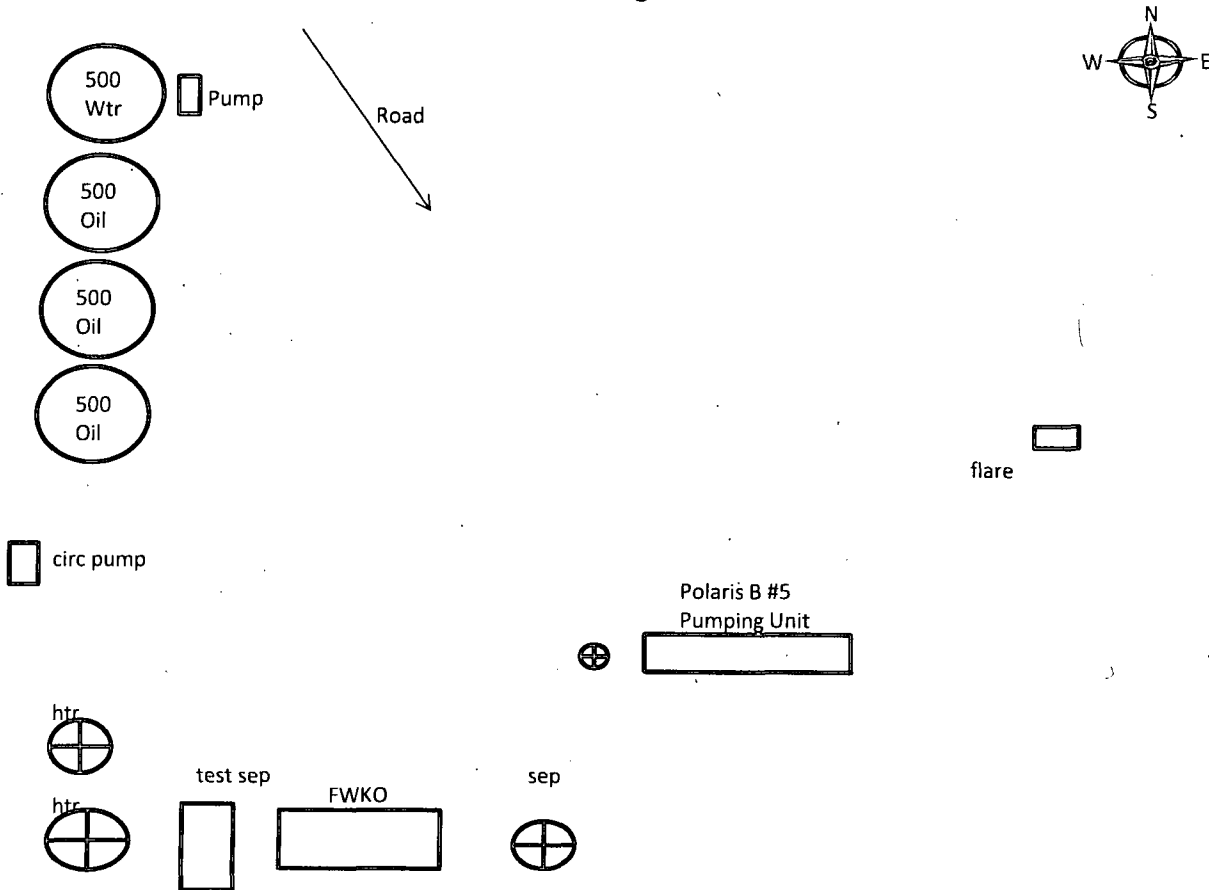 N
W E
S
500
Wtr
Pump
Road
500
Oil
500
Oil
500
Oil
flare
circ pump
Polaris B #5
Pumping Unit
htr
test sep
sep
FWKO
htr